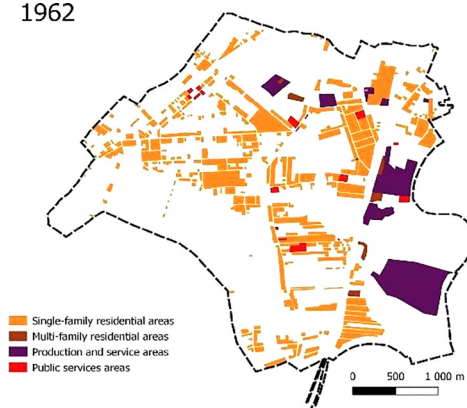 1962
Single-family residential areas
Multi-family residential areas
Production and service areas
Public services areas
0 500 1 000 m